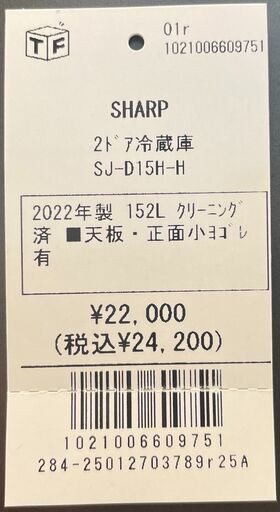 TF
01r
1021006609751
SHARP
2ﾄﾞｱ冷蔵庫
SJ-D15H-H
2022年製 152L ｸﾘｰﾆﾝｸﾞ
済 ■天板・正面小ﾖｺﾞﾚ
有
¥22,000
(税込¥24,200)
1021006609751
284-25012703789r25A